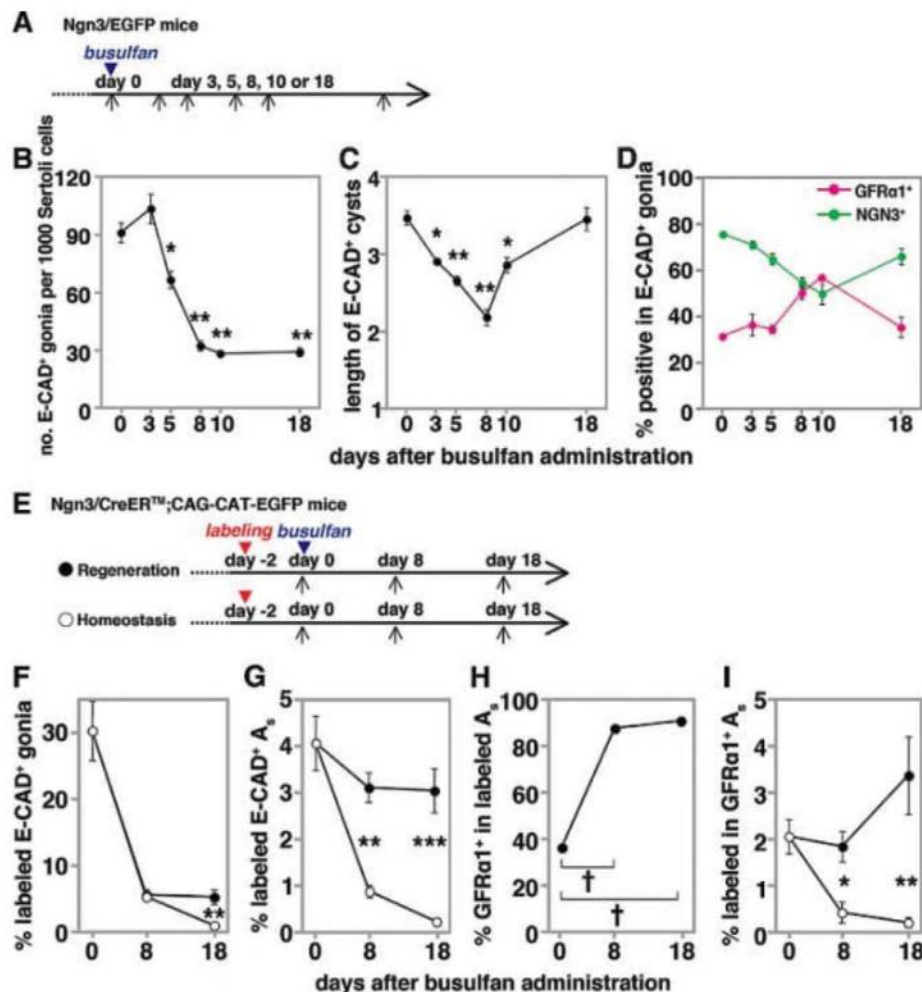 A Ngn3/EGFP mice
busulfan
day 0 day 3, 5, 8, 10 or 18
B
no. E-CAD⁺ gonia per 1000 Sertoli cells
120
90
60
30
0
*
**
**
**
0 3 5 8 10 18
C
length of E-CAD⁺ cysts
4
3
2
1
*
**
**
*
0 3 5 8 10 18
D
% positive in E-CAD⁺ gonia
100
80
60
40
20
0
GFRα1⁺
NGN3⁺
0 3 5 8 10 18
days after busulfan administration
E Ngn3/CreER™;CAG-CAT-EGFP mice
labeling busulfan
Regeneration day -2 day 0 day 8 day 18
Homeostasis day -2 day 0 day 8 day 18
F
% labeled E-CAD⁺ gonia
30
20
10
0
**
0 8 18
G
% labeled E-CAD⁺ Aₛ
5
4
3
2
1
0
**
***
0 8 18
H
% GFRα1⁺ in labeled Aₛ
100
80
60
40
20
0
†
†
0 8 18
I
% labeled in GFRα1⁺ Aₛ
5
4
3
2
1
0
*
**
0 8 18
days after busulfan administration